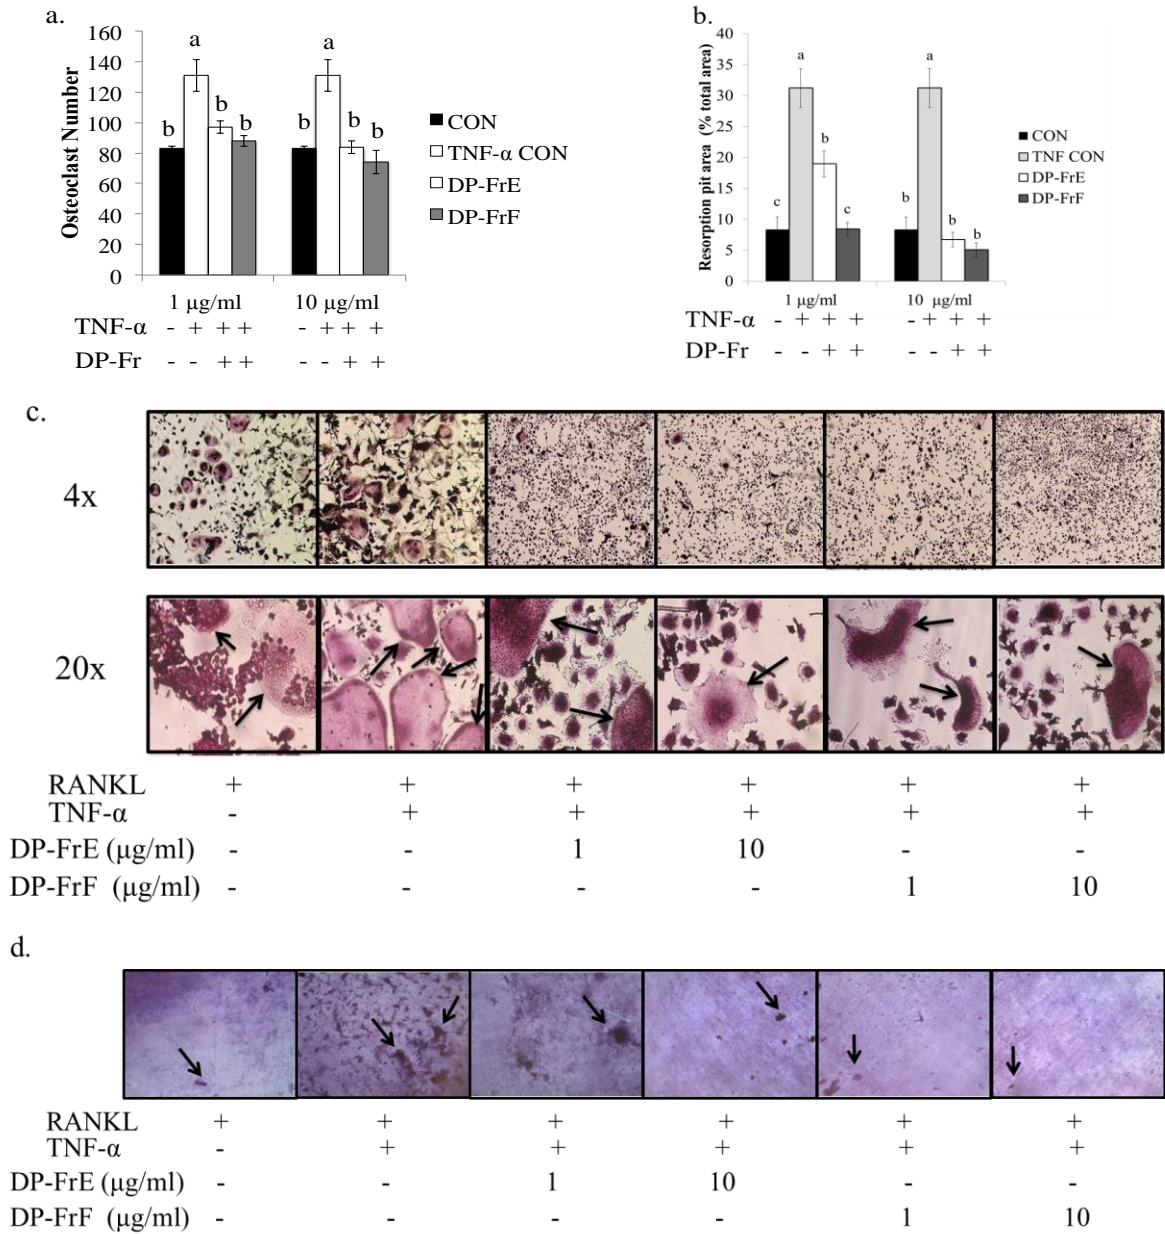 a.
160
140
120
100
80
60
40
20
0
Osteoclast Number
a
b
b
b
a
b
b
b
CON
TNF-α CON
DP-FrE
DP-FrF
1 μg/ml 10 μg/ml
TNF-α - + + + - + + +
DP-Fr - - + + - - + +
b.
40
35
30
25
20
15
10
5
0
Resorption pit area (% total area)
c
a
b
c
b
a
b
b
CON
TNF CON
DP-FrE
DP-FrF
1 μg/ml 10 μg/ml
TNF-α - + + + - + + +
DP-Fr - - + + - - + +
c.
4x
20x
RANKL + + + + + +
TNF-α - + + + + +
DP-FrE (μg/ml) - - 1 10 - -
DP-FrF (μg/ml) - - - - 1 10
d.
RANKL + + + + + +
TNF-α - + + + + +
DP-FrE (μg/ml) - - 1 10 - -
DP-FrF (μg/ml) - - - - 1 10